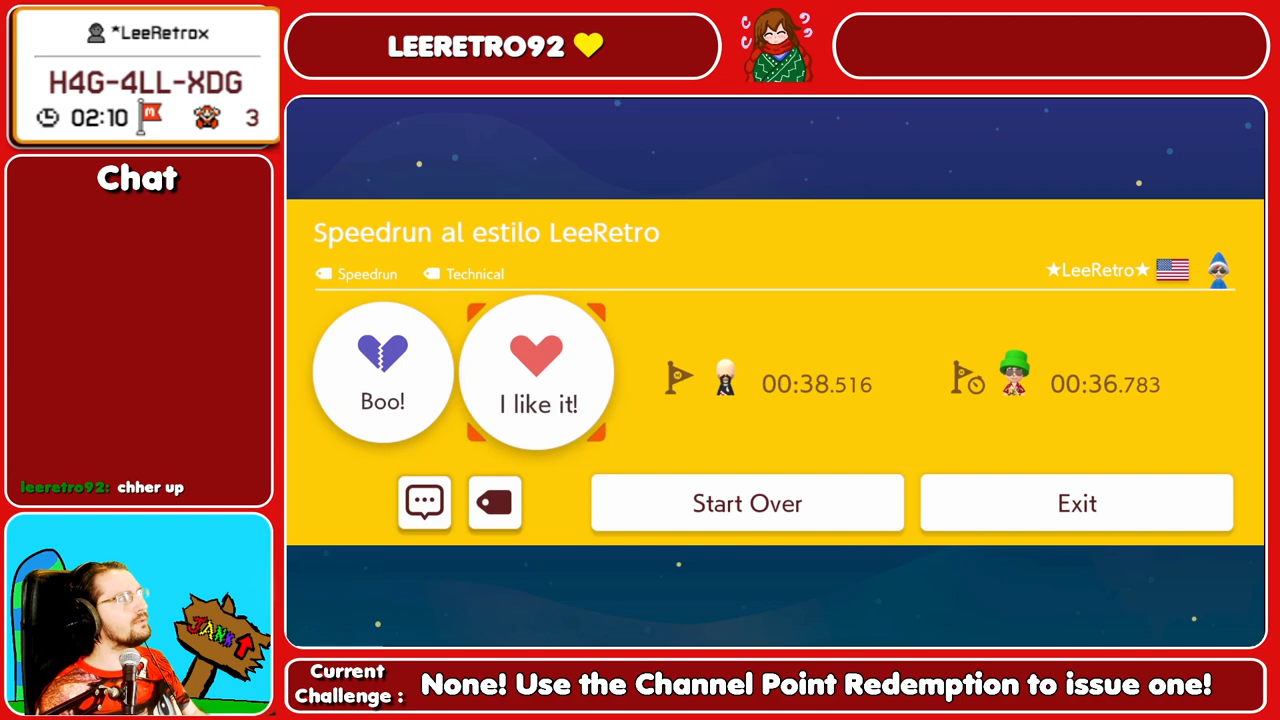 *LeeRetrox
H4G-4LL-XDG
02:10 3
LEERETRO92
Chat
leeretro92: chher up
Speedrun al estilo LeeRetro
Speedrun Technical
★LeeRetro★
Boo!
I like it!
00:38.516
00:36.783
Start Over
Exit
JANK
Current Challenge :
None! Use the Channel Point Redemption to issue one!